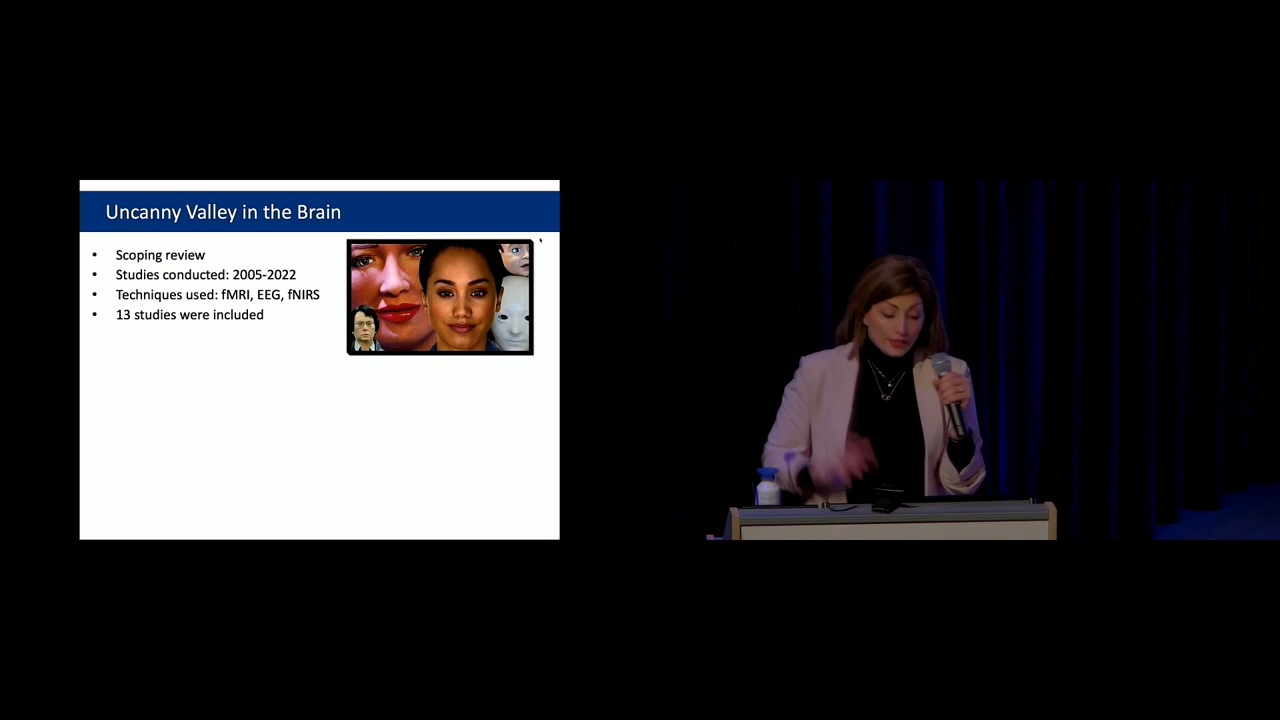 Uncanny Valley in the Brain
• Scoping review
• Studies conducted: 2005-2022
• Techniques used: fMRI, EEG, fNIRS
• 13 studies were included